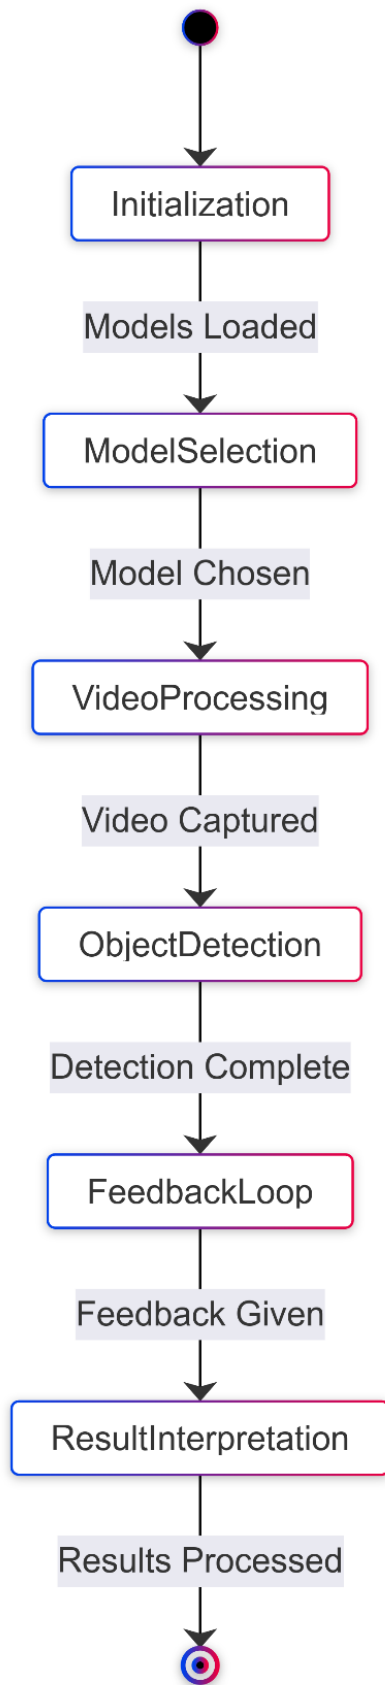 Initialization
Models Loaded
ModelSelection
Model Chosen
VideoProcessing
Video Captured
ObjectDetection
Detection Complete
FeedbackLoop
Feedback Given
ResultInterpretation
Results Processed